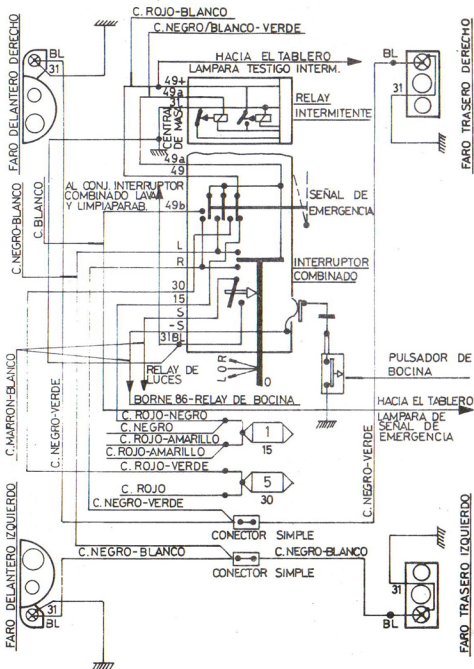 C. ROJO-BLANCO
C. NEGRO/BLANCO-VERDE
HACIA EL TABLERO
LAMPARA TESTIGO INTERM.
FARO DELANTERO DERECHO
BL
31
BL
31
FARO TRASERO DERECHO
49+
49a
31
CENTRAL
DE MASA
RELAY
INTERMITENTE
49a
49
AL CONJ. INTERRUPTOR
COMBINADO LAVA
Y LIMPIAPARAB.
49b
SEÑAL DE
EMERGENCIA
C.NEGRO-BLANCO
C. BLANCO
L
R
INTERRUPTOR
COMBINADO
30
15
S
-S
31BL
RELAY DE
LUCES
L O R
O
PULSADOR DE
BOCINA
BORNE 86-RELAY DE BOCINA
HACIA EL TABLERO
LAMPARA DE
SEÑAL DE
EMERGENCIA
C.MARRON-BLANCO
C. NEGRO-VERDE
C. ROJO-NEGRO
C. NEGRO
C. ROJO-AMARILLO
C. ROJO-AMARILLO
1
15
C. ROJO-VERDE
C. ROJO
5
30
C. NEGRO-VERDE
C.NEGRO-VERDE
CONECTOR SIMPLE
C.NEGRO-BLANCO
C.NEGRO-BLANCO
CONECTOR SIMPLE
FARO DELANTERO IZQUIERDO
31
BL
31
BL
FARO TRASERO IZQUIERDO